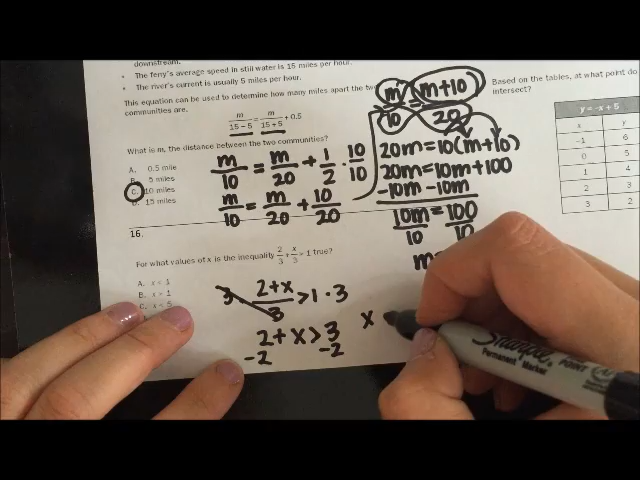 downstream.
• The ferry's average speed in still water is 15 miles per hour.
• The river's current is usually 5 miles per hour.
This equation can be used to determine how many miles apart the two
communities are.
m/(15 − 5) = m/(15 + 5) + 0.5
What is m, the distance between the two communities?
A. 0.5 mile
B. 5 miles
C. 10 miles
D. 15 miles
m/10 = m/20 + 1/2 · 10/10
m/10 = m/20 + 10/20
m/10 = (m+10)/20
20m = 10(m+10)
20m = 10m + 100
-10m -10m
10m = 100
10 10
m =
16.
For what values of x is the inequality 2/3 + x/3 > 1 true?
A. x < 1
B. x > 1
C. x < 5
3 · (2+x)/3 > 1 · 3
2 + x > 3
-2 -2
x
Based on the tables, at what point do
intersect?
y = -x + 5
x y
-1 6
0 5
1 4
2 3
3 2
Sharpie
Permanent Marker
POINT